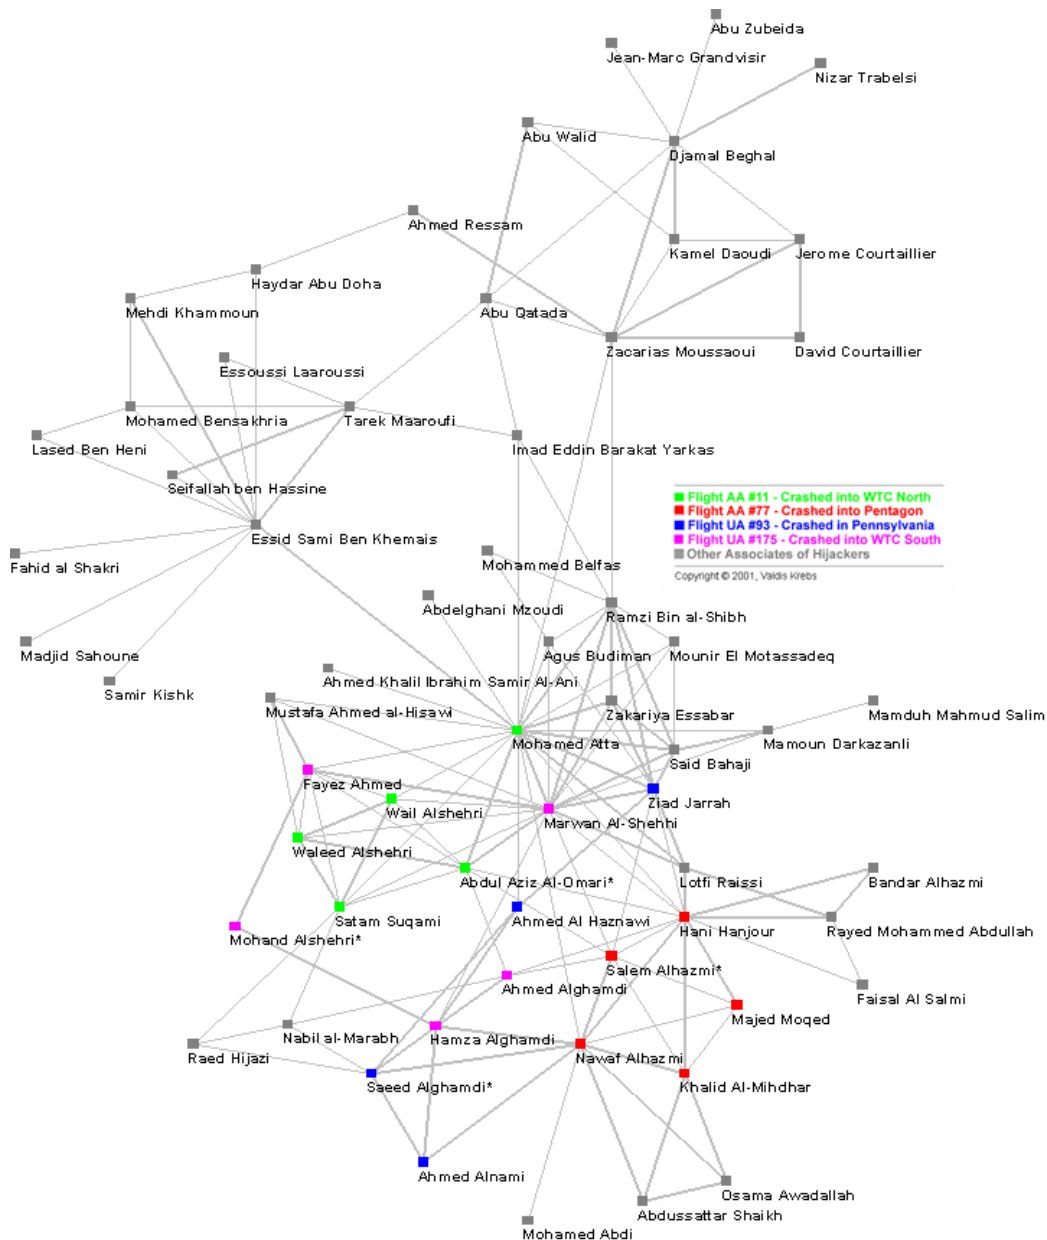 Abu Zubeida
Jean-Marc Grandvisir
Nizar Trabelsi
Abu Walid
Djamal Beghal
Ahmed Ressam
Kamel Daoudi
Jerome Courtaillier
Haydar Abu Doha
Mehdi Khammoun
Abu Qatada
Zacarias Moussaoui
David Courtaillier
Essoussi Laaroussi
Mohamed Bensakhria
Tarek Maaroufi
Lased Ben Heni
Imad Eddin Barakat Yarkas
Seifallah ben Hassine
Flight AA #11 - Crashed into WTC North
Flight AA #77 - Crashed into Pentagon
Flight UA #93 - Crashed in Pennsylvania
Flight UA #175 - Crashed into WTC South
Other Associates of Hijackers
Copyright © 2001, Valdis Krebs
Essid Sami Ben Khemais
Fahid al Shakri
Mohammed Belfas
Abdelghani Mzoudi
Ramzi Bin al-Shibh
Madjid Sahoune
Agus Budiman
Mounir El Motassadeq
Samir Kishk
Ahmed Khalil Ibrahim Samir Al-Ani
Mustafa Ahmed al-Hisawi
Zakariya Essabar
Mamduh Mahmud Salim
Mohamed Atta
Mamoun Darkazanli
Said Bahaji
Fayez Ahmed
Ziad Jarrah
Wail Alshehri
Marwan Al-Shehhi
Waleed Alshehri
Abdul Aziz Al-Omari*
Lotfi Raissi
Bandar Alhazmi
Satam Suqami
Ahmed Al Haznawi
Hani Hanjour
Rayed Mohammed Abdullah
Mohand Alshehri*
Salem Alhazmi*
Ahmed Alghamdi
Faisal Al Salmi
Majed Moqed
Nabil al-Marabh
Hamza Alghamdi
Raed Hijazi
Nawaf Alhazmi
Saeed Alghamdi*
Khalid Al-Mihdhar
Ahmed Alnami
Osama Awadallah
Abdussattar Shaikh
Mohamed Abdi